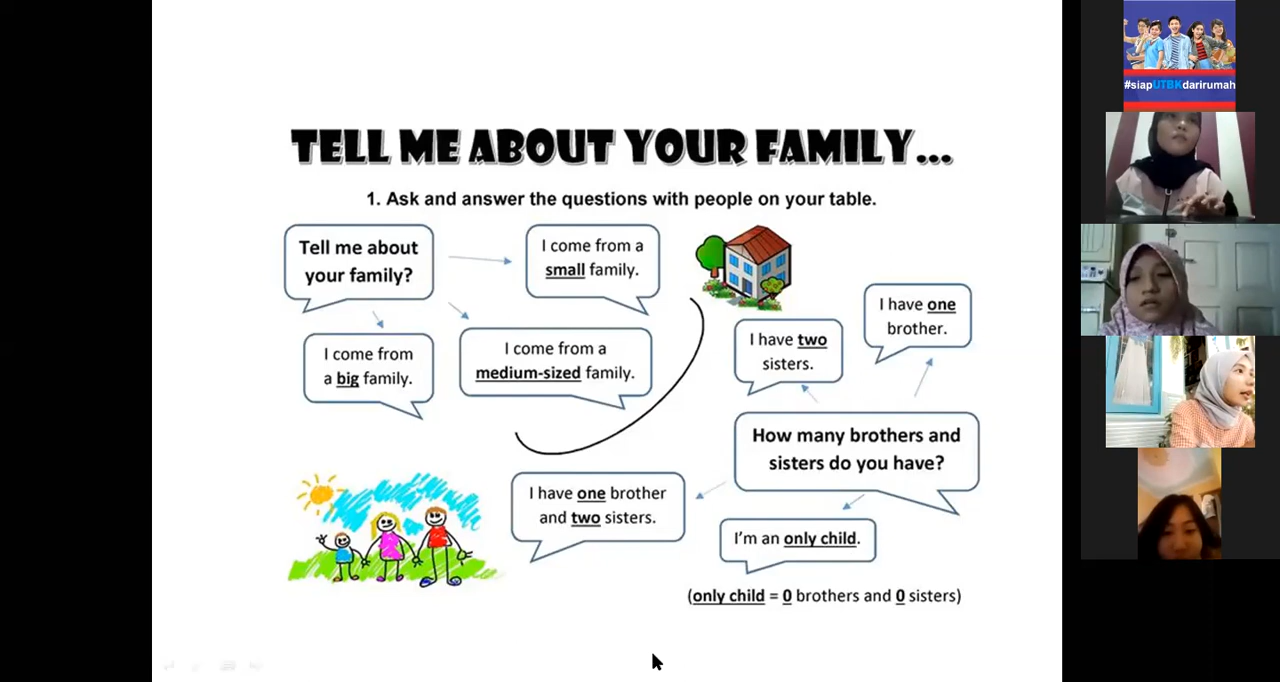 TELL ME ABOUT YOUR FAMILY...
1. Ask and answer the questions with people on your table.
Tell me about
your family?
I come from a
small family.
I come from
a big family.
I come from a
medium-sized family.
I have two
sisters.
I have one
brother.
How many brothers and
sisters do you have?
I have one brother
and two sisters.
I'm an only child.
(only child = 0 brothers and 0 sisters)
#siapUTBKdarirumah